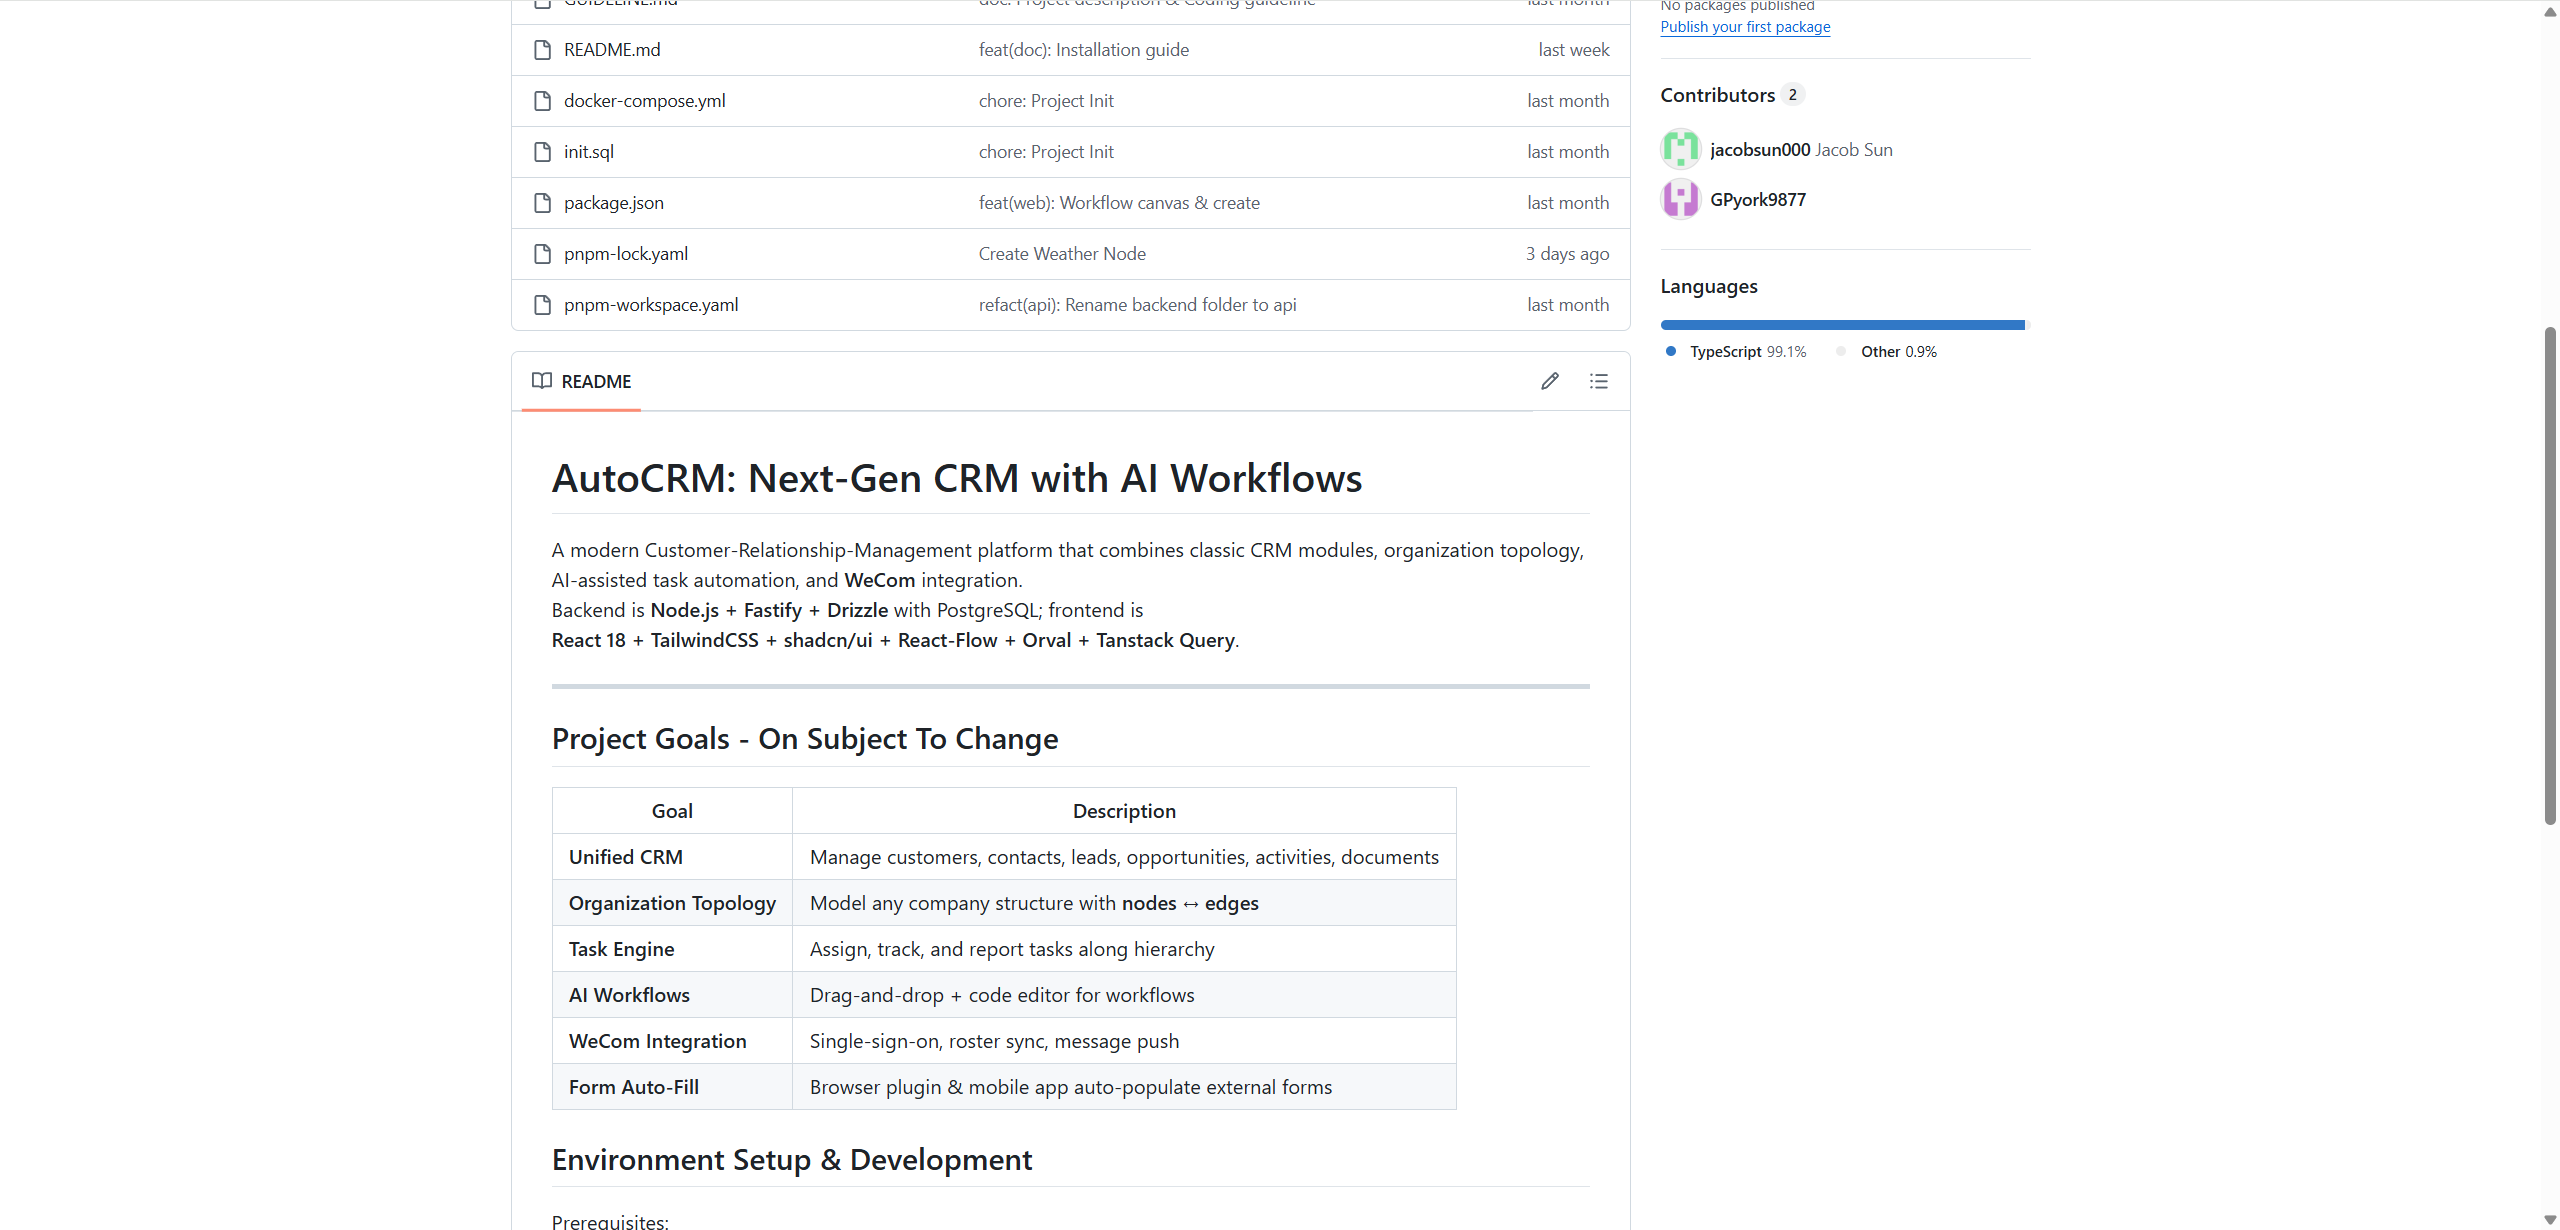 GUIDELINE.md doc: Project description & Coding guideline last month
README.md feat(doc): Installation guide last week
docker-compose.yml chore: Project Init last month
init.sql chore: Project Init last month
package.json feat(web): Workflow canvas & create last month
pnpm-lock.yaml Create Weather Node 3 days ago
pnpm-workspace.yaml refact(api): Rename backend folder to api last month
README
AutoCRM: Next-Gen CRM with AI Workflows
A modern Customer-Relationship-Management platform that combines classic CRM modules, organization topology,
AI-assisted task automation, and WeCom integration.
Backend is Node.js + Fastify + Drizzle with PostgreSQL; frontend is
React 18 + TailwindCSS + shadcn/ui + React-Flow + Orval + Tanstack Query.
Project Goals - On Subject To Change
Goal Description
Unified CRM Manage customers, contacts, leads, opportunities, activities, documents
Organization Topology Model any company structure with nodes ↔ edges
Task Engine Assign, track, and report tasks along hierarchy
AI Workflows Drag-and-drop + code editor for workflows
WeCom Integration Single-sign-on, roster sync, message push
Form Auto-Fill Browser plugin & mobile app auto-populate external forms
Environment Setup & Development
Prerequisites:
No packages published
Publish your first package
Contributors 2
jacobsun000 Jacob Sun
GPyork9877
Languages
TypeScript 99.1% Other 0.9%